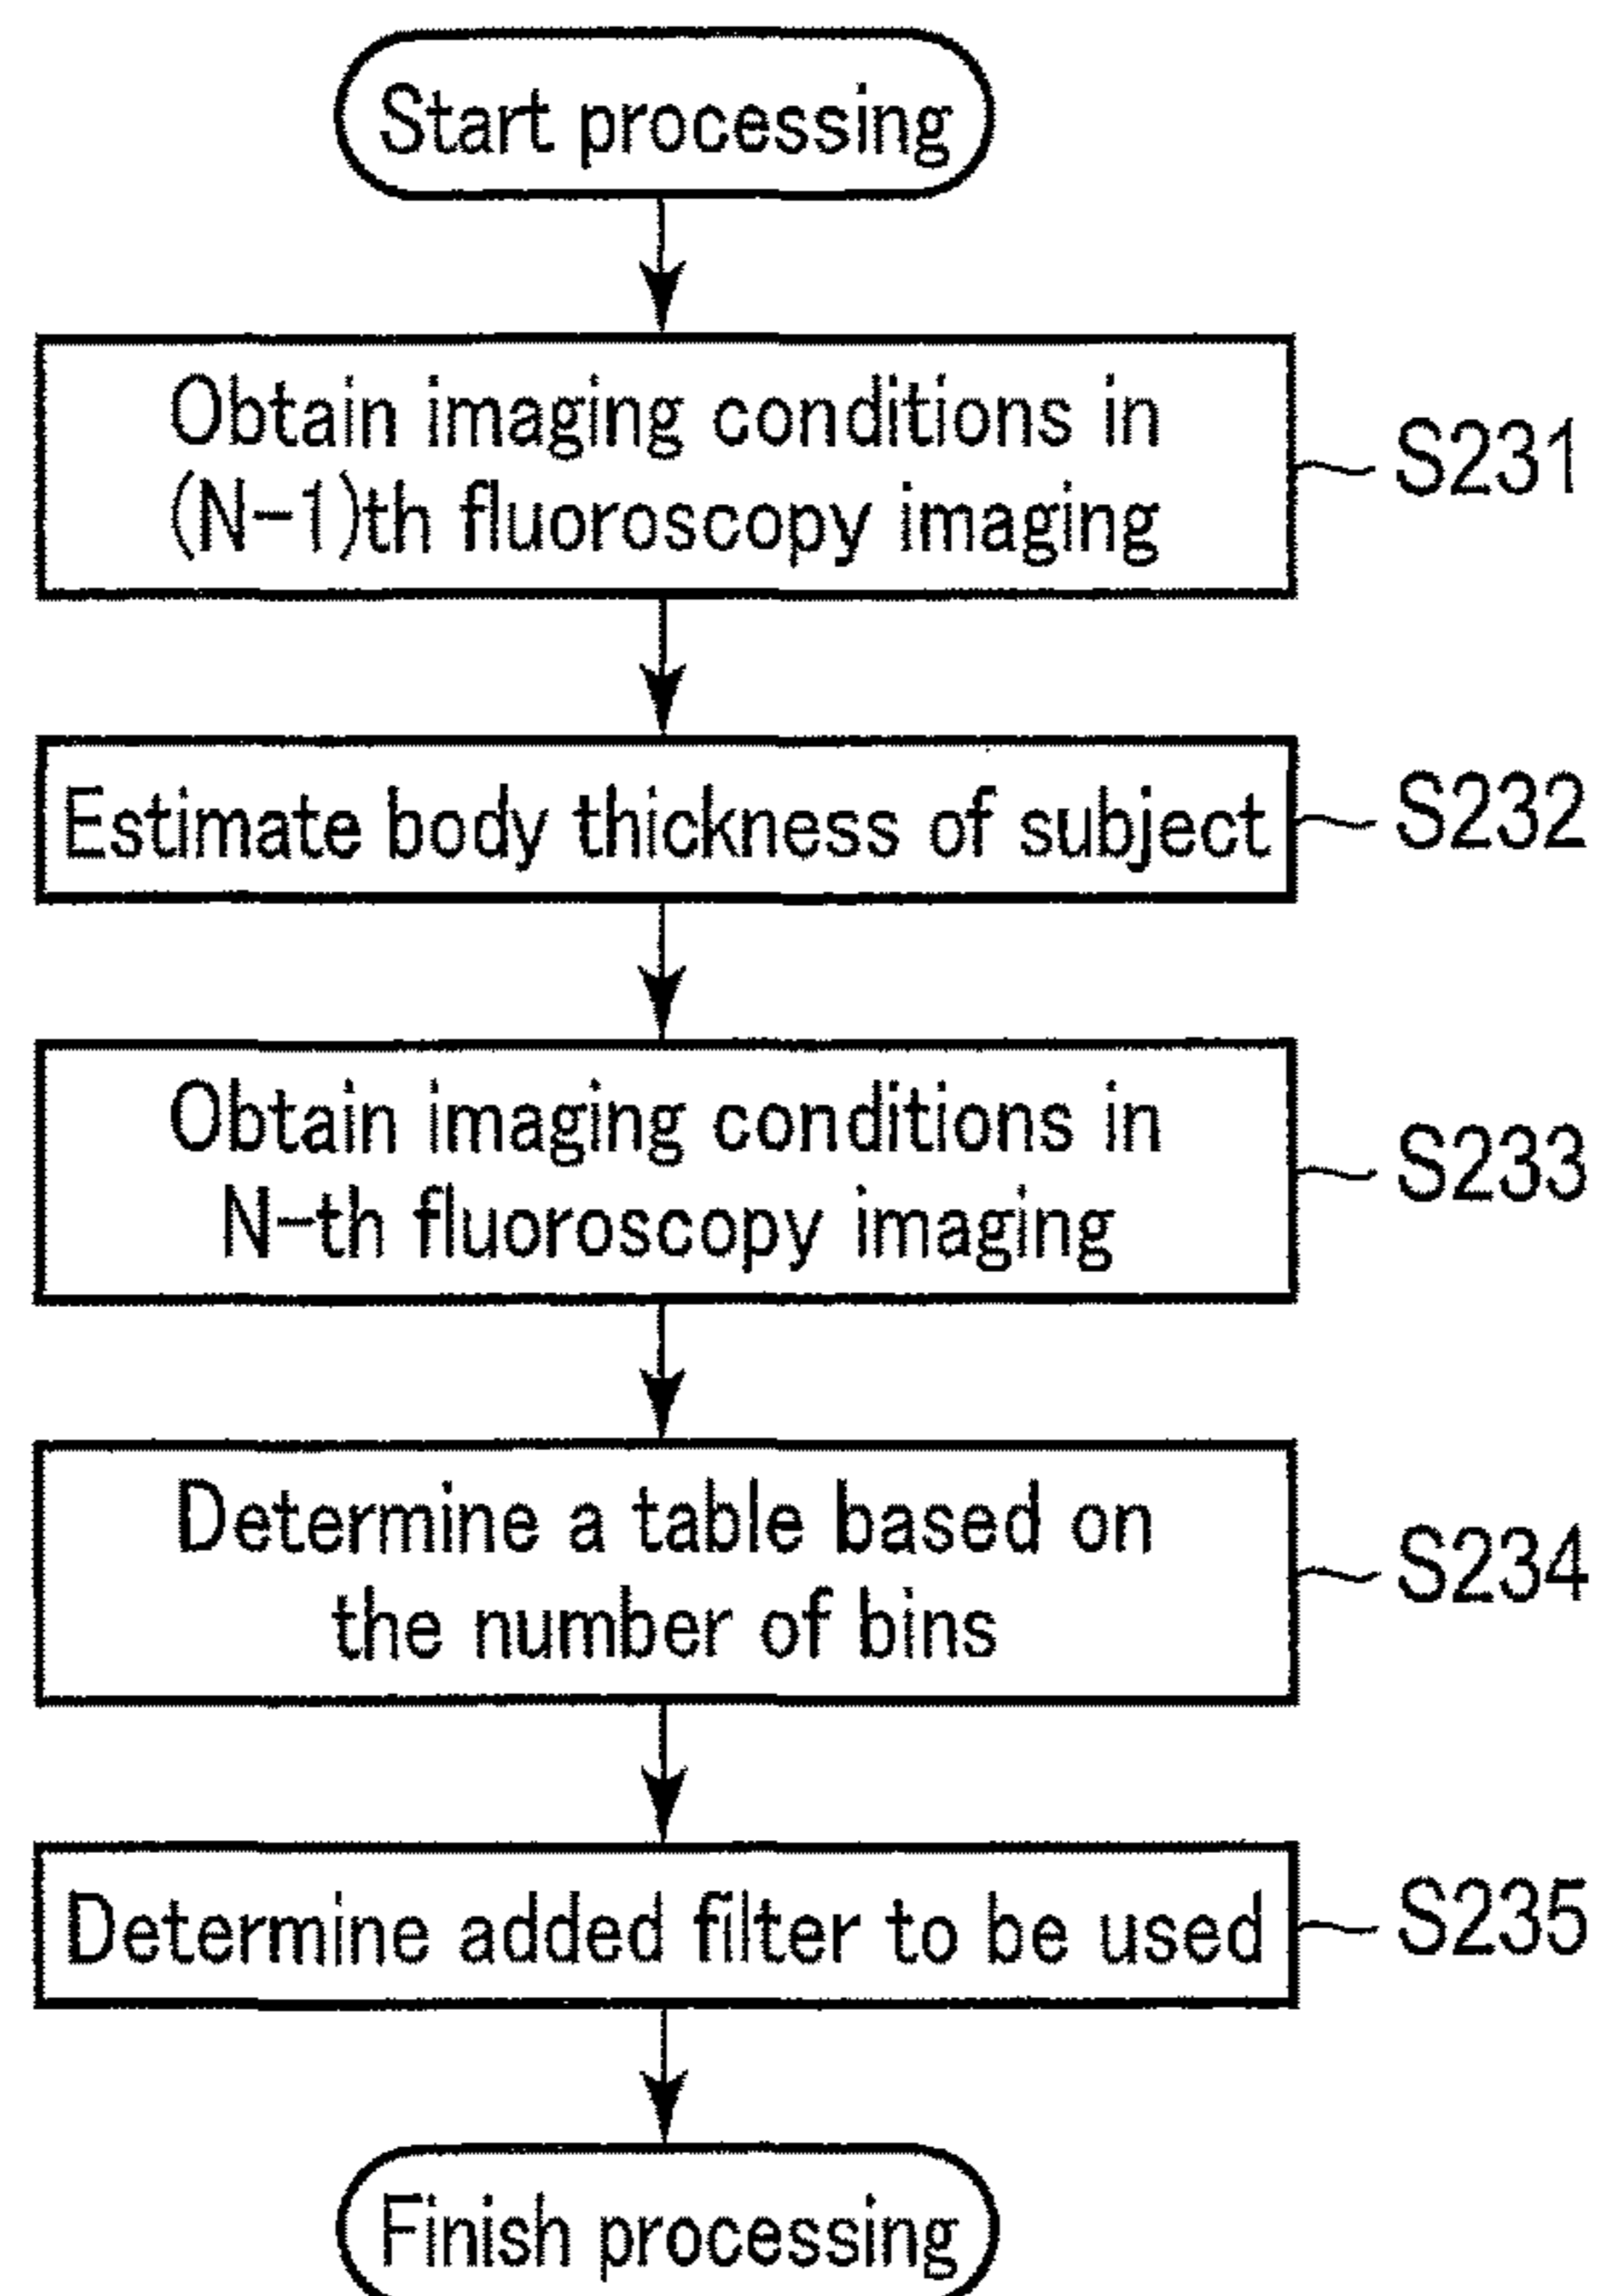 Start processing
Obtain imaging conditions in
(N-1)th fluoroscopy imaging
S231
Estimate body thickness of subject
S232
Obtain imaging conditions in
N-th fluoroscopy imaging
S233
Determine a table based on
the number of bins
S234
Determine added filter to be used
S235
Finish processing